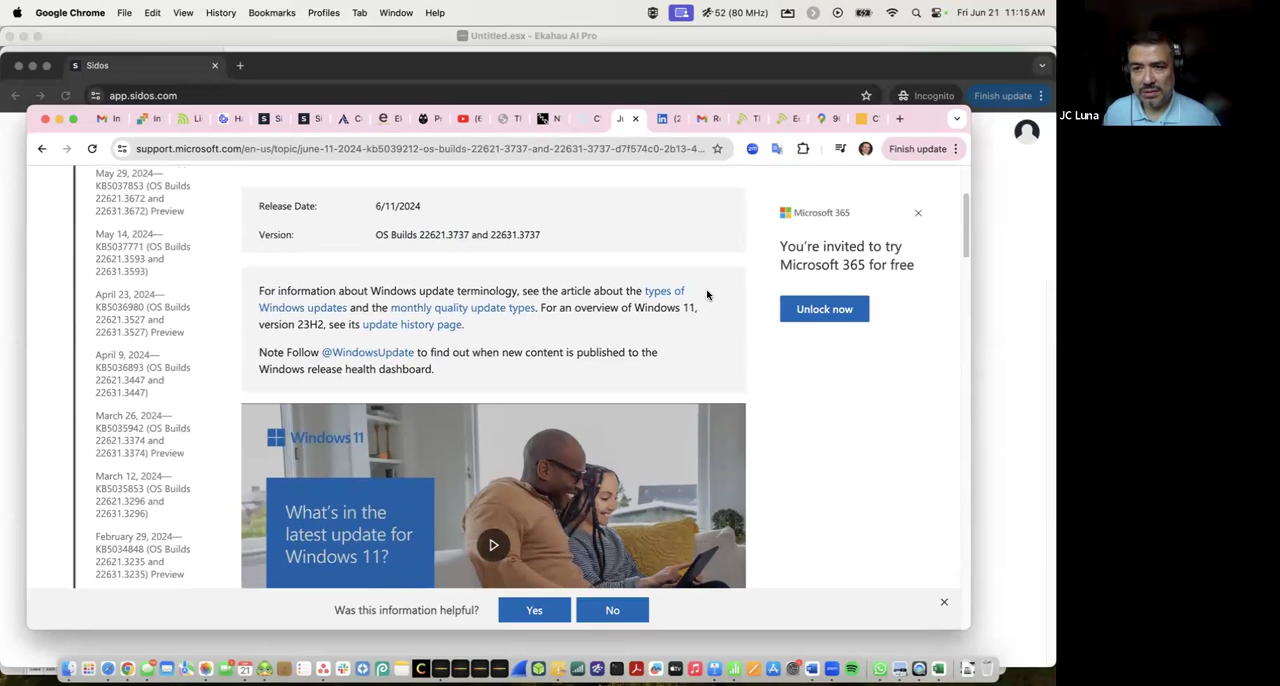 Google Chrome File Edit View History Bookmarks Profiles Tab Window Help
52 (80 MHz) Fri Jun 21 11:15 AM
Untitled.esx - Ekahau AI Pro
Sidos
app.sidos.com
Incognito
Finish update
support.microsoft.com/en-us/topic/june-11-2024-kb5039212-os-builds-22621-3737-and-22631-3737-d7f574c0-2b13-4...
Finish update
May 29, 2024—
KB5037853 (OS Builds
22621.3672 and
22631.3672) Preview
May 14, 2024—
KB5037771 (OS Builds
22621.3593 and
22631.3593)
April 23, 2024—
KB5036980 (OS Builds
22621.3527 and
22631.3527) Preview
April 9, 2024—
KB5036893 (OS Builds
22621.3447 and
22631.3447)
March 26, 2024—
KB5035942 (OS Builds
22621.3374 and
22631.3374) Preview
March 12, 2024—
KB5035853 (OS Builds
22621.3296 and
22631.3296)
February 29, 2024—
KB5034848 (OS Builds
22621.3235 and
22631.3235) Preview
Release Date: 6/11/2024
Version: OS Builds 22621.3737 and 22631.3737
For information about Windows update terminology, see the article about the types of
Windows updates and the monthly quality update types. For an overview of Windows 11,
version 23H2, see its update history page.
Note Follow @WindowsUpdate to find out when new content is published to the
Windows release health dashboard.
Windows 11
What's in the
latest update for
Windows 11?
Microsoft 365
You're invited to try
Microsoft 365 for free
Unlock now
Was this information helpful? Yes No
JC Luna